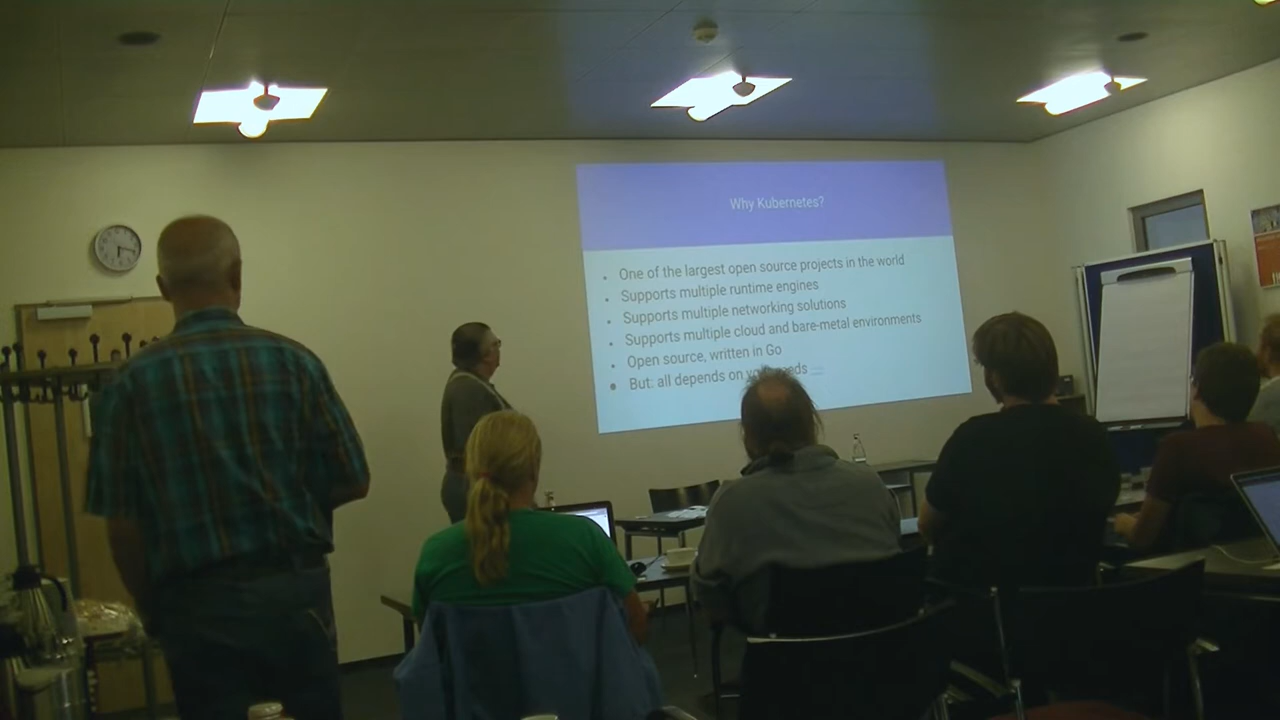 Why Kubernetes?
• One of the largest open source projects in the world
• Supports multiple runtime engines
• Supports multiple networking solutions
• Supports multiple cloud and bare-metal environments
• Open source, written in Go
• But: all depends on